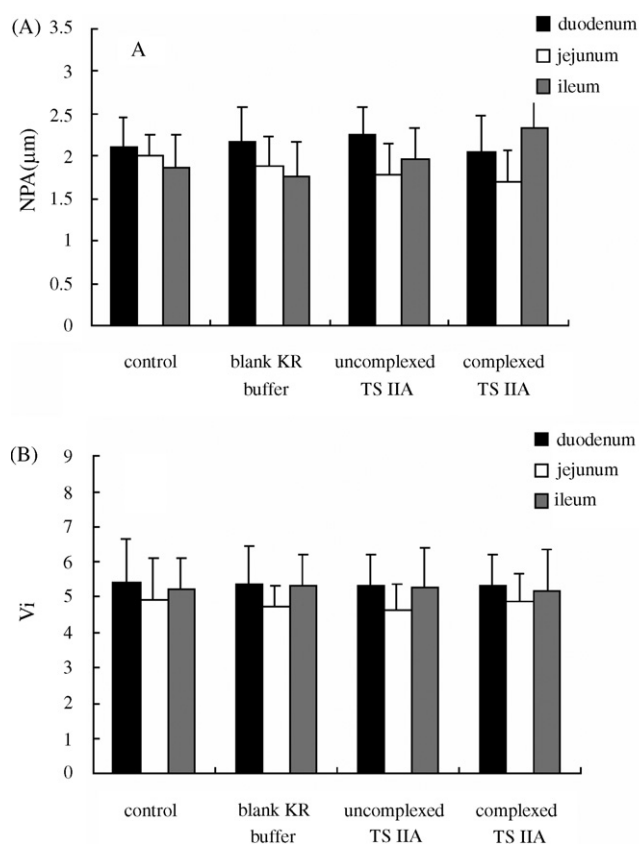 (A)
A
duodenum
jejunum
ileum
3.5
3
2.5
2
1.5
1
0.5
0
NPA(μm)
control
blank KR
buffer
uncomplexed
TS IIA
complexed
TS IIA
(B)
duodenum
jejunum
ileum
9
8
7
6
5
4
3
2
1
0
Vi
control
blank KR
buffer
uncomplexed
TS IIA
complexed
TS IIA